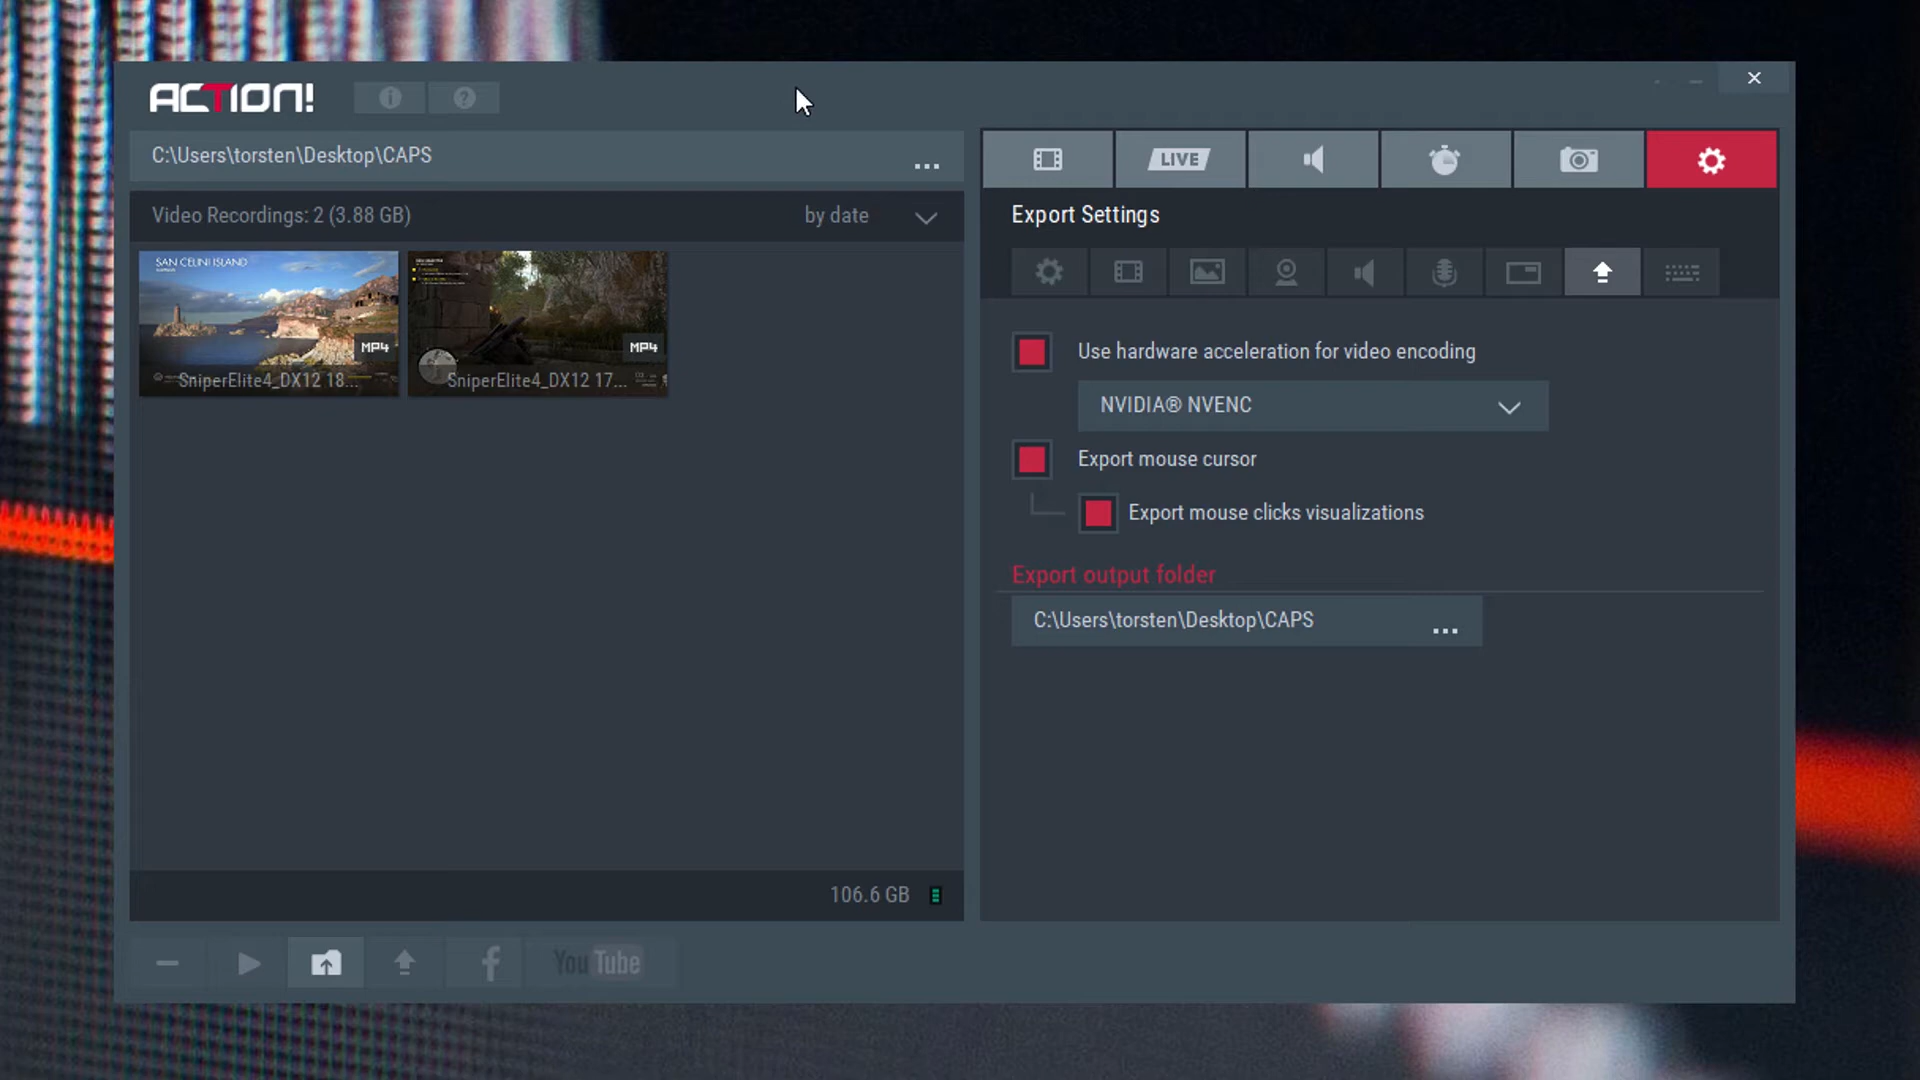 ACTION!
C:\Users\torsten\Desktop\CAPS
...
LIVE
Video Recordings: 2 (3.88 GB)
by date
Export Settings
SAN CELINI ISLAND
MP4
SniperElite4_DX12 18...
MP4
SniperElite4_DX12 17...
Use hardware acceleration for video encoding
NVIDIA® NVENC
Export mouse cursor
Export mouse clicks visualizations
Export output folder
C:\Users\torsten\Desktop\CAPS
...
106.6 GB
YouTube